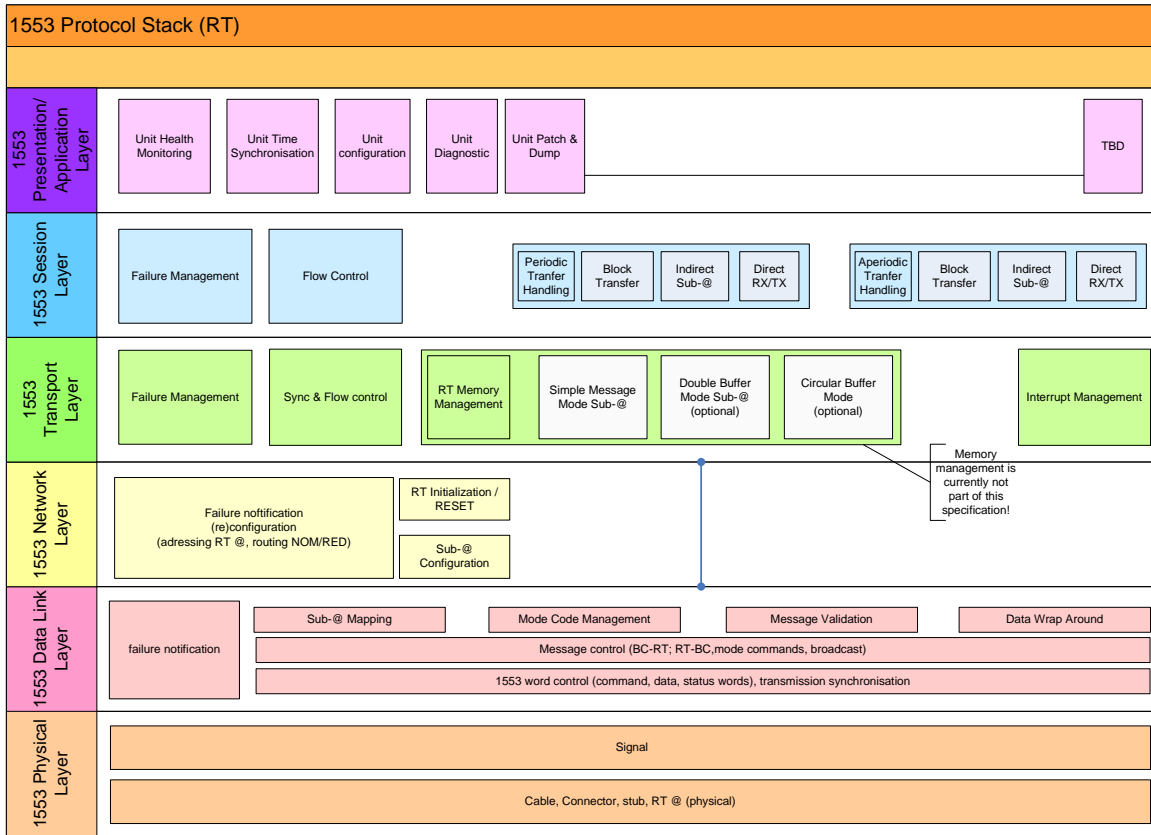 1553 Protocol Stack (RT)
1553
Presentation/
Application
Layer
Unit Health
Monitoring
Unit Time
Synchronisation
Unit
configuration
Unit
Diagnostic
Unit Patch &
Dump
TBD
1553 Session
Layer
Failure Management
Flow Control
Periodic
Tranfer
Handling
Block
Transfer
Indirect
Sub-@
Direct
RX/TX
Aperiodic
Tranfer
Handling
Block
Transfer
Indirect
Sub-@
Direct
RX/TX
1553
Transport
Layer
Failure Management
Sync & Flow control
RT Memory
Management
Simple Message
Mode Sub-@
Double Buffer
Mode Sub-@
(optional)
Circular Buffer
Mode
(optional)
Interrupt Management
Memory
management is
currently not
part of this
specification!
1553 Network
Layer
Failure noftification
(re)configuration
(adressing RT @, routing NOM/RED)
RT Initialization /
RESET
Sub-@
Configuration
1553 Data Link
Layer
failure notification
Sub-@ Mapping
Mode Code Management
Message Validation
Data Wrap Around
Message control (BC-RT; RT-BC,mode commands, broadcast)
1553 word control (command, data, status words), transmission synchronisation
1553 Physical
Layer
Signal
Cable, Connector, stub, RT @ (physical)